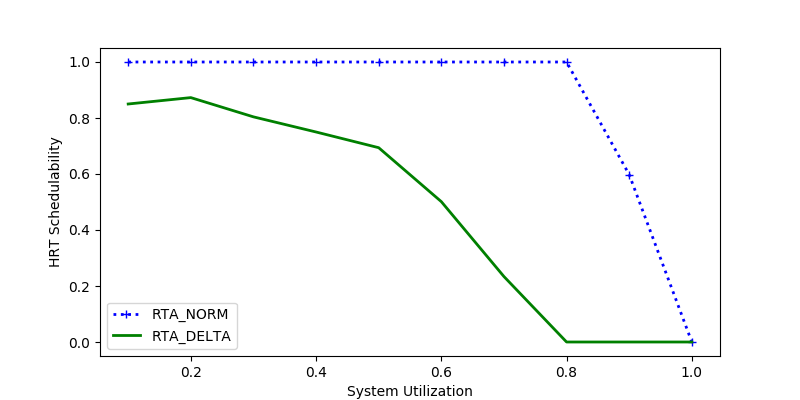 1.0
0.8
0.6
0.4
0.2
0.0
HRT Schedulability
RTA_NORM
RTA_DELTA
0.2 0.4 0.6 0.8 1.0
System Utilization